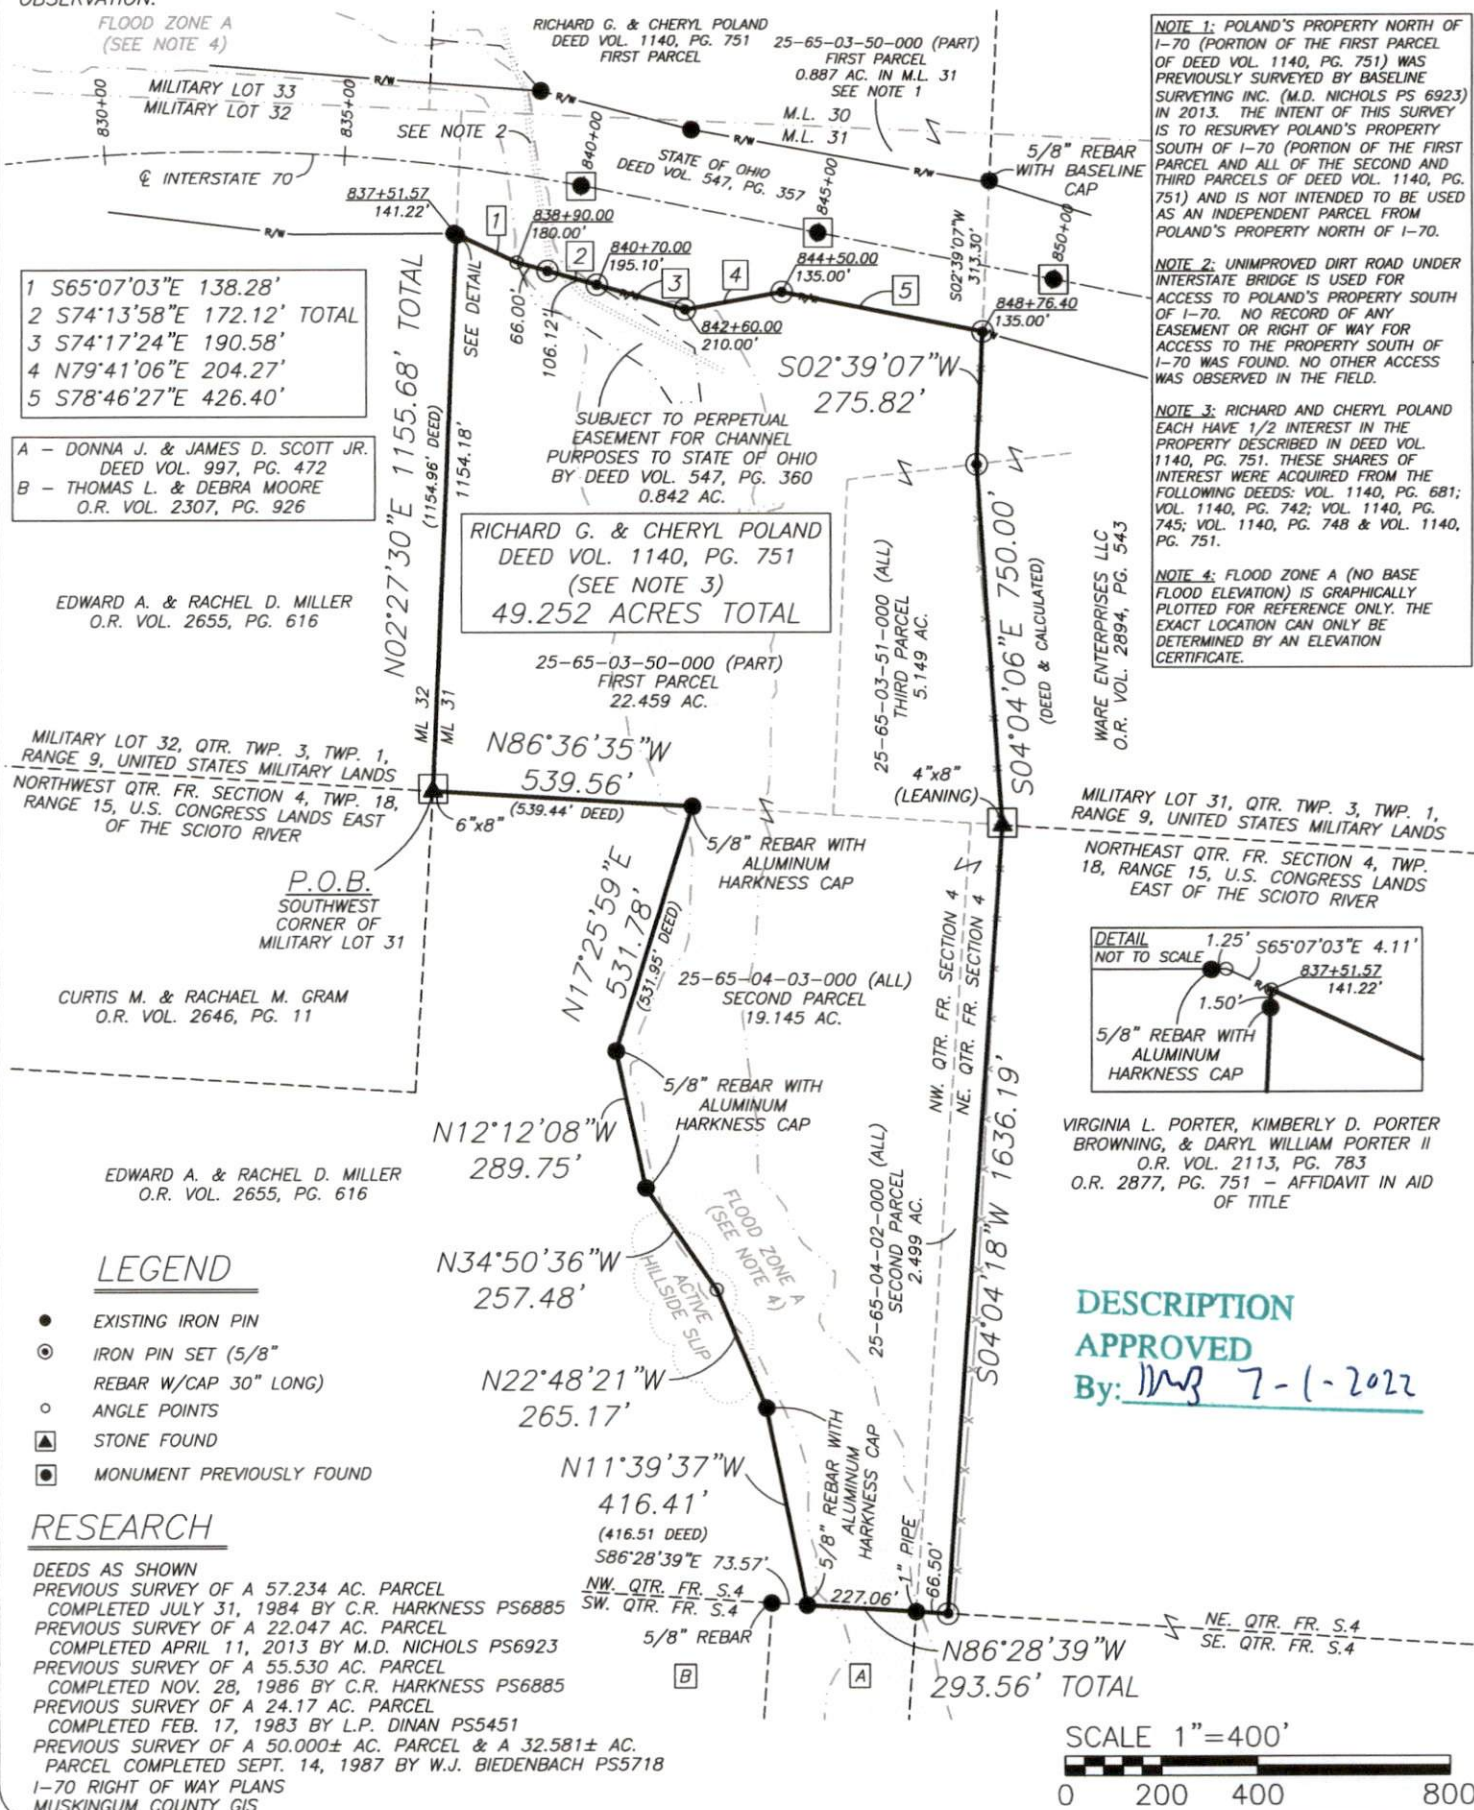 OBSERVATION.
FLOOD ZONE A
(SEE NOTE 4)
RICHARD G. & CHERYL POLAND
DEED VOL. 1140, PG. 751
FIRST PARCEL
25-65-03-50-000 (PART)
FIRST PARCEL
0.887 AC. IN M.L. 31
SEE NOTE 1
MILITARY LOT 33
MILITARY LOT 32
R/W
R/W
M.L. 30
M.L. 31
R/W
R/W
830+00
835+00
840+00
845+00
850+00
SEE NOTE 2
STATE OF OHIO
DEED VOL. 547, PG. 357
5/8" REBAR
WITH BASELINE
CAP
℄ INTERSTATE 70
R/W
837+51.57
141.22'
1
838+90.00
180.00'
2
840+70.00
195.10'
3
R/W
842+60.00
210.00'
4
844+50.00
135.00'
R/W
5
S02°39'07"W
313.30'
848+76.40
135.00'
R/W
1 S65°07'03"E 138.28'
2 S74°13'58"E 172.12' TOTAL
3 S74°17'24"E 190.58'
4 N79°41'06"E 204.27'
5 S78°46'27"E 426.40'
A – DONNA J. & JAMES D. SCOTT JR.
DEED VOL. 997, PG. 472
B – THOMAS L. & DEBRA MOORE
O.R. VOL. 2307, PG. 926
SEE DETAIL
66.00'
106.12'
N02°27'30"E 1155.68' TOTAL
(1154.96' DEED)
1154.18'
S02°39'07"W
275.82'
SUBJECT TO PERPETUAL
EASEMENT FOR CHANNEL
PURPOSES TO STATE OF OHIO
BY DEED VOL. 547, PG. 360
0.842 AC.
RICHARD G. & CHERYL POLAND
DEED VOL. 1140, PG. 751
(SEE NOTE 3)
49.252 ACRES TOTAL
EDWARD A. & RACHEL D. MILLER
O.R. VOL. 2655, PG. 616
25-65-03-50-000 (PART)
FIRST PARCEL
22.459 AC.
25-65-03-51-000 (ALL)
THIRD PARCEL
5.149 AC.
S04°04'06"E 750.00'
(DEED & CALCULATED)
WARE ENTERPRISES LLC
O.R. VOL. 2894, PG. 543
NOTE 1: POLAND'S PROPERTY NORTH OF
I-70 (PORTION OF THE FIRST PARCEL
OF DEED VOL. 1140, PG. 751) WAS
PREVIOUSLY SURVEYED BY BASELINE
SURVEYING INC. (M.D. NICHOLS PS 6923)
IN 2013. THE INTENT OF THIS SURVEY
IS TO RESURVEY POLAND'S PROPERTY
SOUTH OF I-70 (PORTION OF THE FIRST
PARCEL AND ALL OF THE SECOND AND
THIRD PARCELS OF DEED VOL. 1140, PG.
751) AND IS NOT INTENDED TO BE USED
AS AN INDEPENDENT PARCEL FROM
POLAND'S PROPERTY NORTH OF I-70.
NOTE 2: UNIMPROVED DIRT ROAD UNDER
INTERSTATE BRIDGE IS USED FOR
ACCESS TO POLAND'S PROPERTY SOUTH
OF I-70. NO RECORD OF ANY
EASEMENT OR RIGHT OF WAY FOR
ACCESS TO THE PROPERTY SOUTH OF
I-70 WAS FOUND. NO OTHER ACCESS
WAS OBSERVED IN THE FIELD.
NOTE 3: RICHARD AND CHERYL POLAND
EACH HAVE 1/2 INTEREST IN THE
PROPERTY DESCRIBED IN DEED VOL.
1140, PG. 751. THESE SHARES OF
INTEREST WERE ACQUIRED FROM THE
FOLLOWING DEEDS: VOL. 1140, PG. 681;
VOL. 1140, PG. 742; VOL. 1140, PG.
745; VOL. 1140, PG. 748 & VOL. 1140,
PG. 751.
NOTE 4: FLOOD ZONE A (NO BASE
FLOOD ELEVATION) IS GRAPHICALLY
PLOTTED FOR REFERENCE ONLY. THE
EXACT LOCATION CAN ONLY BE
DETERMINED BY AN ELEVATION
CERTIFICATE.
ML 32
ML 31
MILITARY LOT 32, QTR. TWP. 3, TWP. 1,
RANGE 9, UNITED STATES MILITARY LANDS
NORTHWEST QTR. FR. SECTION 4, TWP. 18,
RANGE 15, U.S. CONGRESS LANDS EAST
OF THE SCIOTO RIVER
N86°36'35"W
539.56'
(539.44' DEED)
6"x8"
4"x8"
(LEANING)
MILITARY LOT 31, QTR. TWP. 3, TWP. 1,
RANGE 9, UNITED STATES MILITARY LANDS
NORTHEAST QTR. FR. SECTION 4, TWP.
18, RANGE 15, U.S. CONGRESS LANDS
EAST OF THE SCIOTO RIVER
5/8" REBAR WITH
ALUMINUM
HARKNESS CAP
P.O.B.
SOUTHWEST
CORNER OF
MILITARY LOT 31
N17°25'59"E
531.78'
(531.95' DEED)
DETAIL
NOT TO SCALE
1.25'
S65°07'03"E 4.11'
837+51.57
141.22'
R/W
1.50'
5/8" REBAR WITH
ALUMINUM
HARKNESS CAP
CURTIS M. & RACHAEL M. GRAM
O.R. VOL. 2646, PG. 11
25-65-04-03-000 (ALL)
SECOND PARCEL
19.145 AC.
NW. QTR. FR. SECTION 4
NE. QTR. FR. SECTION 4
5/8" REBAR WITH
ALUMINUM
HARKNESS CAP
N12°12'08"W
289.75'
VIRGINIA L. PORTER, KIMBERLY D. PORTER
BROWNING, & DARYL WILLIAM PORTER II
O.R. VOL. 2113, PG. 783
O.R. 2877, PG. 751 – AFFIDAVIT IN AID
OF TITLE
EDWARD A. & RACHEL D. MILLER
O.R. VOL. 2655, PG. 616
25-65-04-02-000 (ALL)
SECOND PARCEL
2.499 AC.
S04°04'18"W 1636.19'
FLOOD ZONE A
(SEE NOTE 4)
ACTIVE
HILLSIDE SLIP
N34°50'36"W
257.48'
LEGEND
EXISTING IRON PIN
IRON PIN SET (5/8"
REBAR W/CAP 30" LONG)
ANGLE POINTS
STONE FOUND
MONUMENT PREVIOUSLY FOUND
DESCRIPTION
APPROVED
By: 7-1-2022
N22°48'21"W
265.17'
N11°39'37"W
416.41'
(416.51 DEED)
S86°28'39"E 73.57'
5/8" REBAR WITH
ALUMINUM
HARKNESS CAP
1" PIPE
66.50'
227.06'
NW. QTR. FR. S.4
SW. QTR. FR. S.4
5/8" REBAR
NE. QTR. FR. S.4
SE. QTR. FR. S.4
N86°28'39"W
293.56' TOTAL
B
A
RESEARCH
DEEDS AS SHOWN
PREVIOUS SURVEY OF A 57.234 AC. PARCEL
COMPLETED JULY 31, 1984 BY C.R. HARKNESS PS6885
PREVIOUS SURVEY OF A 22.047 AC. PARCEL
COMPLETED APRIL 11, 2013 BY M.D. NICHOLS PS6923
PREVIOUS SURVEY OF A 55.530 AC. PARCEL
COMPLETED NOV. 28, 1986 BY C.R. HARKNESS PS6885
PREVIOUS SURVEY OF A 24.17 AC. PARCEL
COMPLETED FEB. 17, 1983 BY L.P. DINAN PS5451
PREVIOUS SURVEY OF A 50.000± AC. PARCEL & A 32.581± AC.
PARCEL COMPLETED SEPT. 14, 1987 BY W.J. BIEDENBACH PS5718
I-70 RIGHT OF WAY PLANS
MUSKINGUM COUNTY GIS
SCALE 1"=400'
0 200 400 800